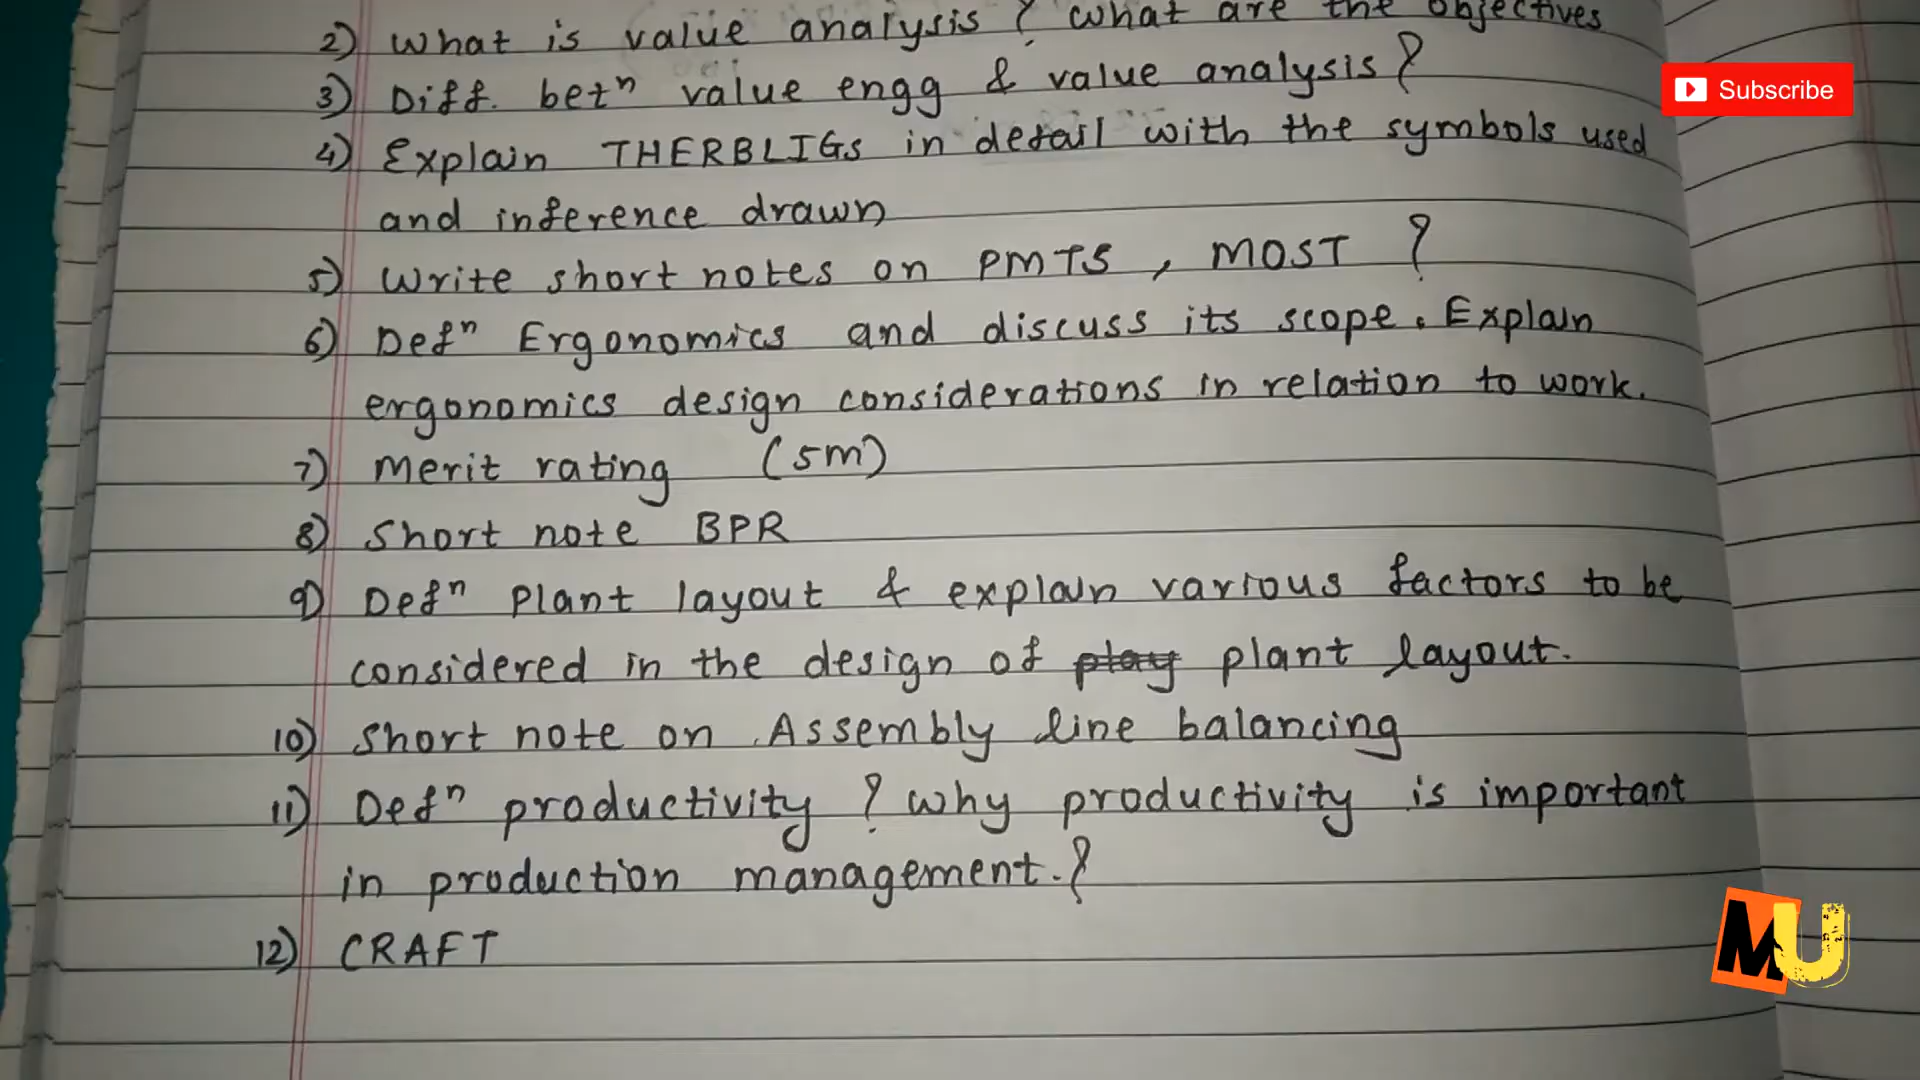 2) What is value analysis? What are the objectives
3) Diff. betⁿ value engg & value analysis?
Subscribe
4) Explain THERBLIGs in detail with the symbols used
and inference drawn
5) Write short notes on PMTS, MOST ?
6) Defⁿ Ergonomics and discuss its scope. Explain
ergonomics design considerations in relation to work.
7) Merit rating (5m)
8) Short note BPR
9) Defⁿ Plant layout & explain various factors to be
considered in the design of play plant layout.
10) Short note on Assembly line balancing
11) Defⁿ productivity ? Why productivity is important
in production management.?
12) CRAFT
MU